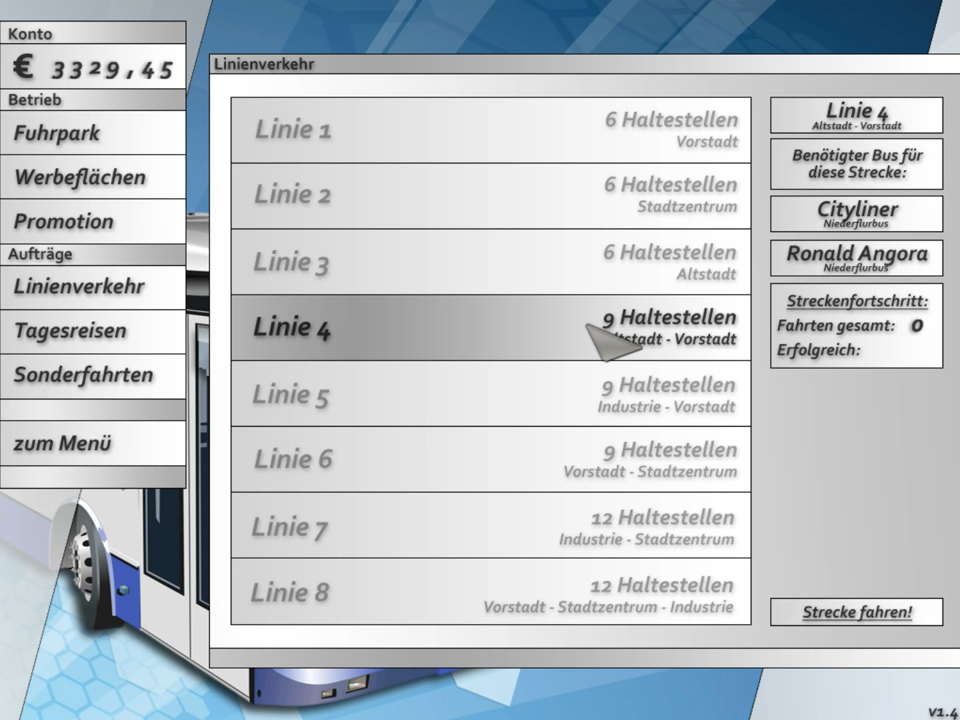 Konto
€ 3329,45
Betrieb
Fuhrpark
Werbeflächen
Promotion
Aufträge
Linienverkehr
Tagesreisen
Sonderfahrten
zum Menü
Linienverkehr
Linie 1
6 Haltestellen
Vorstadt
Linie 2
6 Haltestellen
Stadtzentrum
Linie 3
6 Haltestellen
Altstadt
Linie 4
9 Haltestellen
- Vorstadt
Linie 5
9 Haltestellen
Industrie - Vorstadt
Linie 6
9 Haltestellen
Vorstadt - Stadtzentrum
Linie 7
12 Haltestellen
Industrie - Stadtzentrum
Linie 8
12 Haltestellen
Vorstadt - Stadtzentrum - Industrie
Linie 4
Altstadt - Vorstadt
Benötigter Bus für
diese Strecke:
Cityliner
Niederflurbus
Ronald Angora
Niederflurbus
Streckenfortschritt:
Fahrten gesamt: 0
Erfolgreich:
Strecke fahren!
v1.4